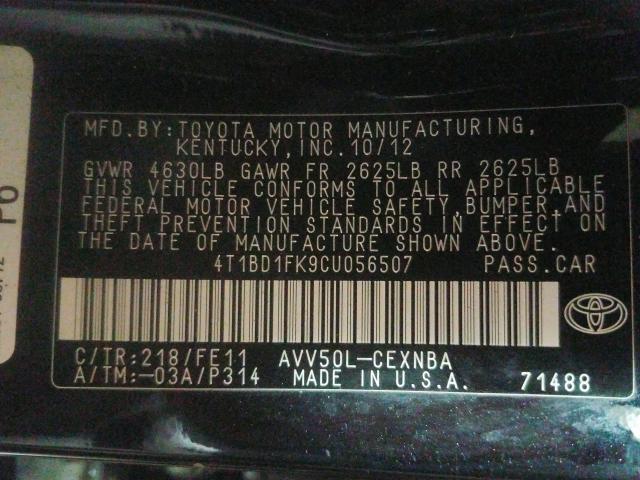 MFD. BY: TOYOTA MOTOR MANUFACTURING,
KENTUCKY, INC. 10/12
GVWR 4630LB GAWR FR 2625LB RR 2625LB
THIS VEHICLE CONFORMS TO ALL APPLICABLE
FEDERAL MOTOR VEHICLE SAFETY, BUMPER, AND
THEFT PREVENTION STANDARDS IN EFFECT ON
THE DATE OF MANUFACTURE SHOWN ABOVE.
4T1BD1FK9CU056507 PASS. CAR
C/TR: 218/FE11 AVV50L-CEXNBA
A/TM: -03A/P314 MADE IN U.S.A. 71488
PO